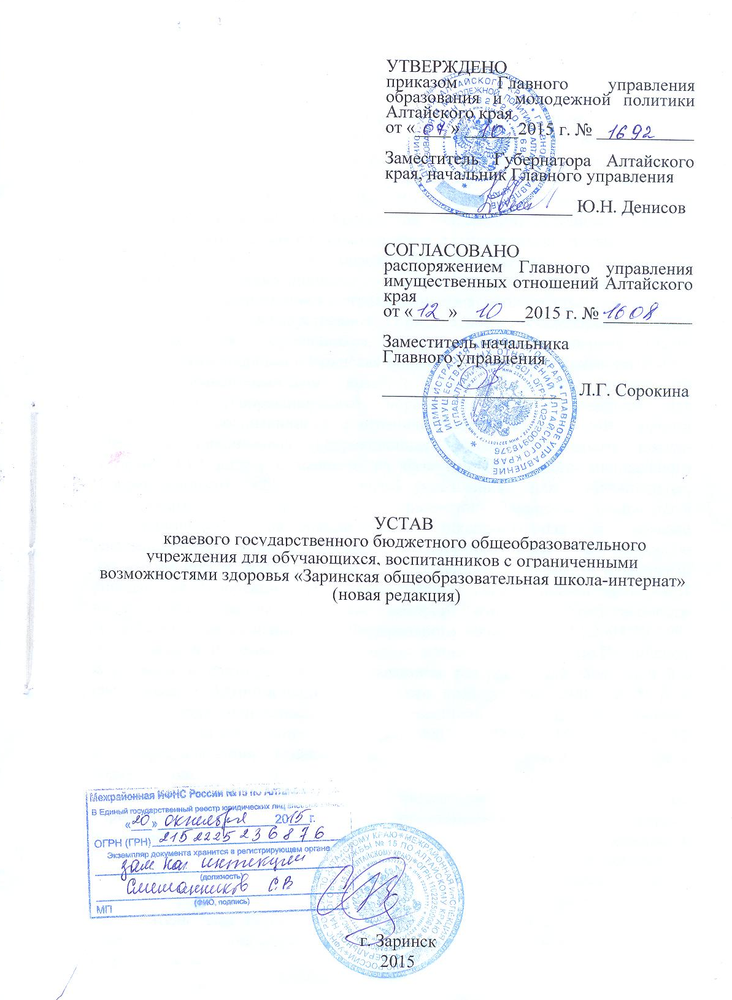 УТВЕРЖДЕНО
приказом Главного управления
образования и молодежной политики
Алтайского края
от «07» 10 2015 г. № 1692
Заместитель Губернатора Алтайского
края, начальник Главного управления
Ю.Н. Денисов
СОГЛАСОВАНО
распоряжением Главного управления
имущественных отношений Алтайского
края
от «12» 10 2015 г. № 1608
Заместитель начальника
Главного управления
Л.Г. Сорокина
УСТАВ
краевого государственного бюджетного общеобразовательного
учреждения для обучающихся, воспитанников с ограниченными
возможностями здоровья «Заринская общеобразовательная школа-интернат»
(новая редакция)
Межрайонная ИФНС России №15 по
В Единый государственный реестр юридических лиц
«20» октября 2015 г.
ОГРН (ГРН) 2152225236876
Экземпляр документа хранится в регистрирующем органе
зам нач инспекции
(должность)
С.В
(ФИО, подпись)
МП
г. Заринск
2015